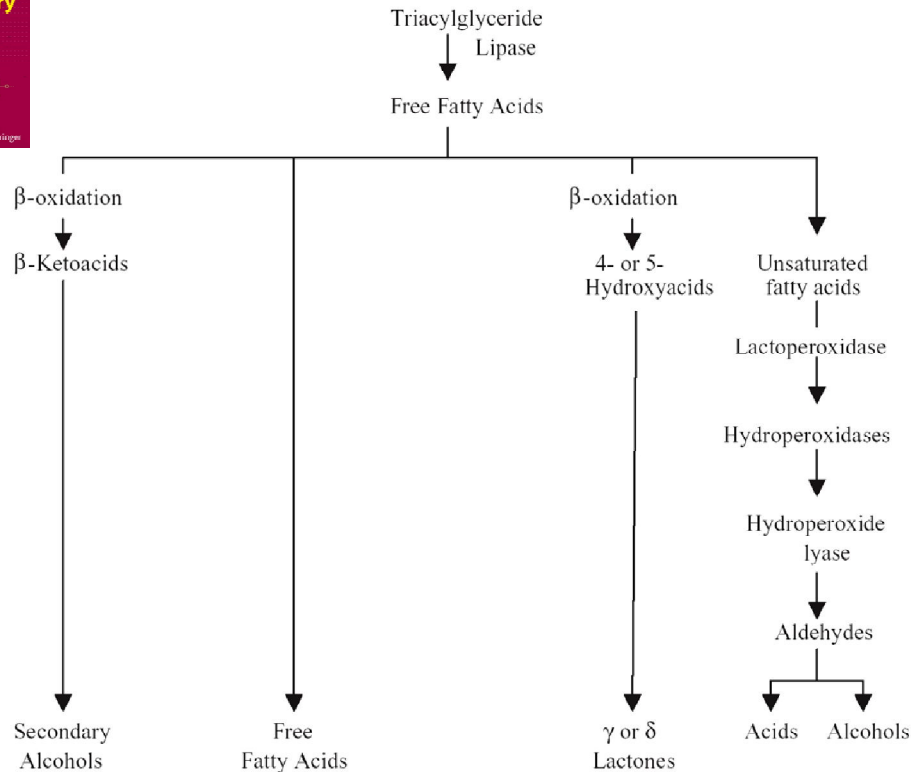 Triacylglyceride
Lipase
Free Fatty Acids
β-oxidation
β-Ketoacids
Secondary
Alcohols
Free
Fatty Acids
β-oxidation
4- or 5-
Hydroxyacids
γ or δ
Lactones
Unsaturated
fatty acids
Lactoperoxidase
Hydroperoxidases
Hydroperoxide
lyase
Aldehydes
Acids
Alcohols